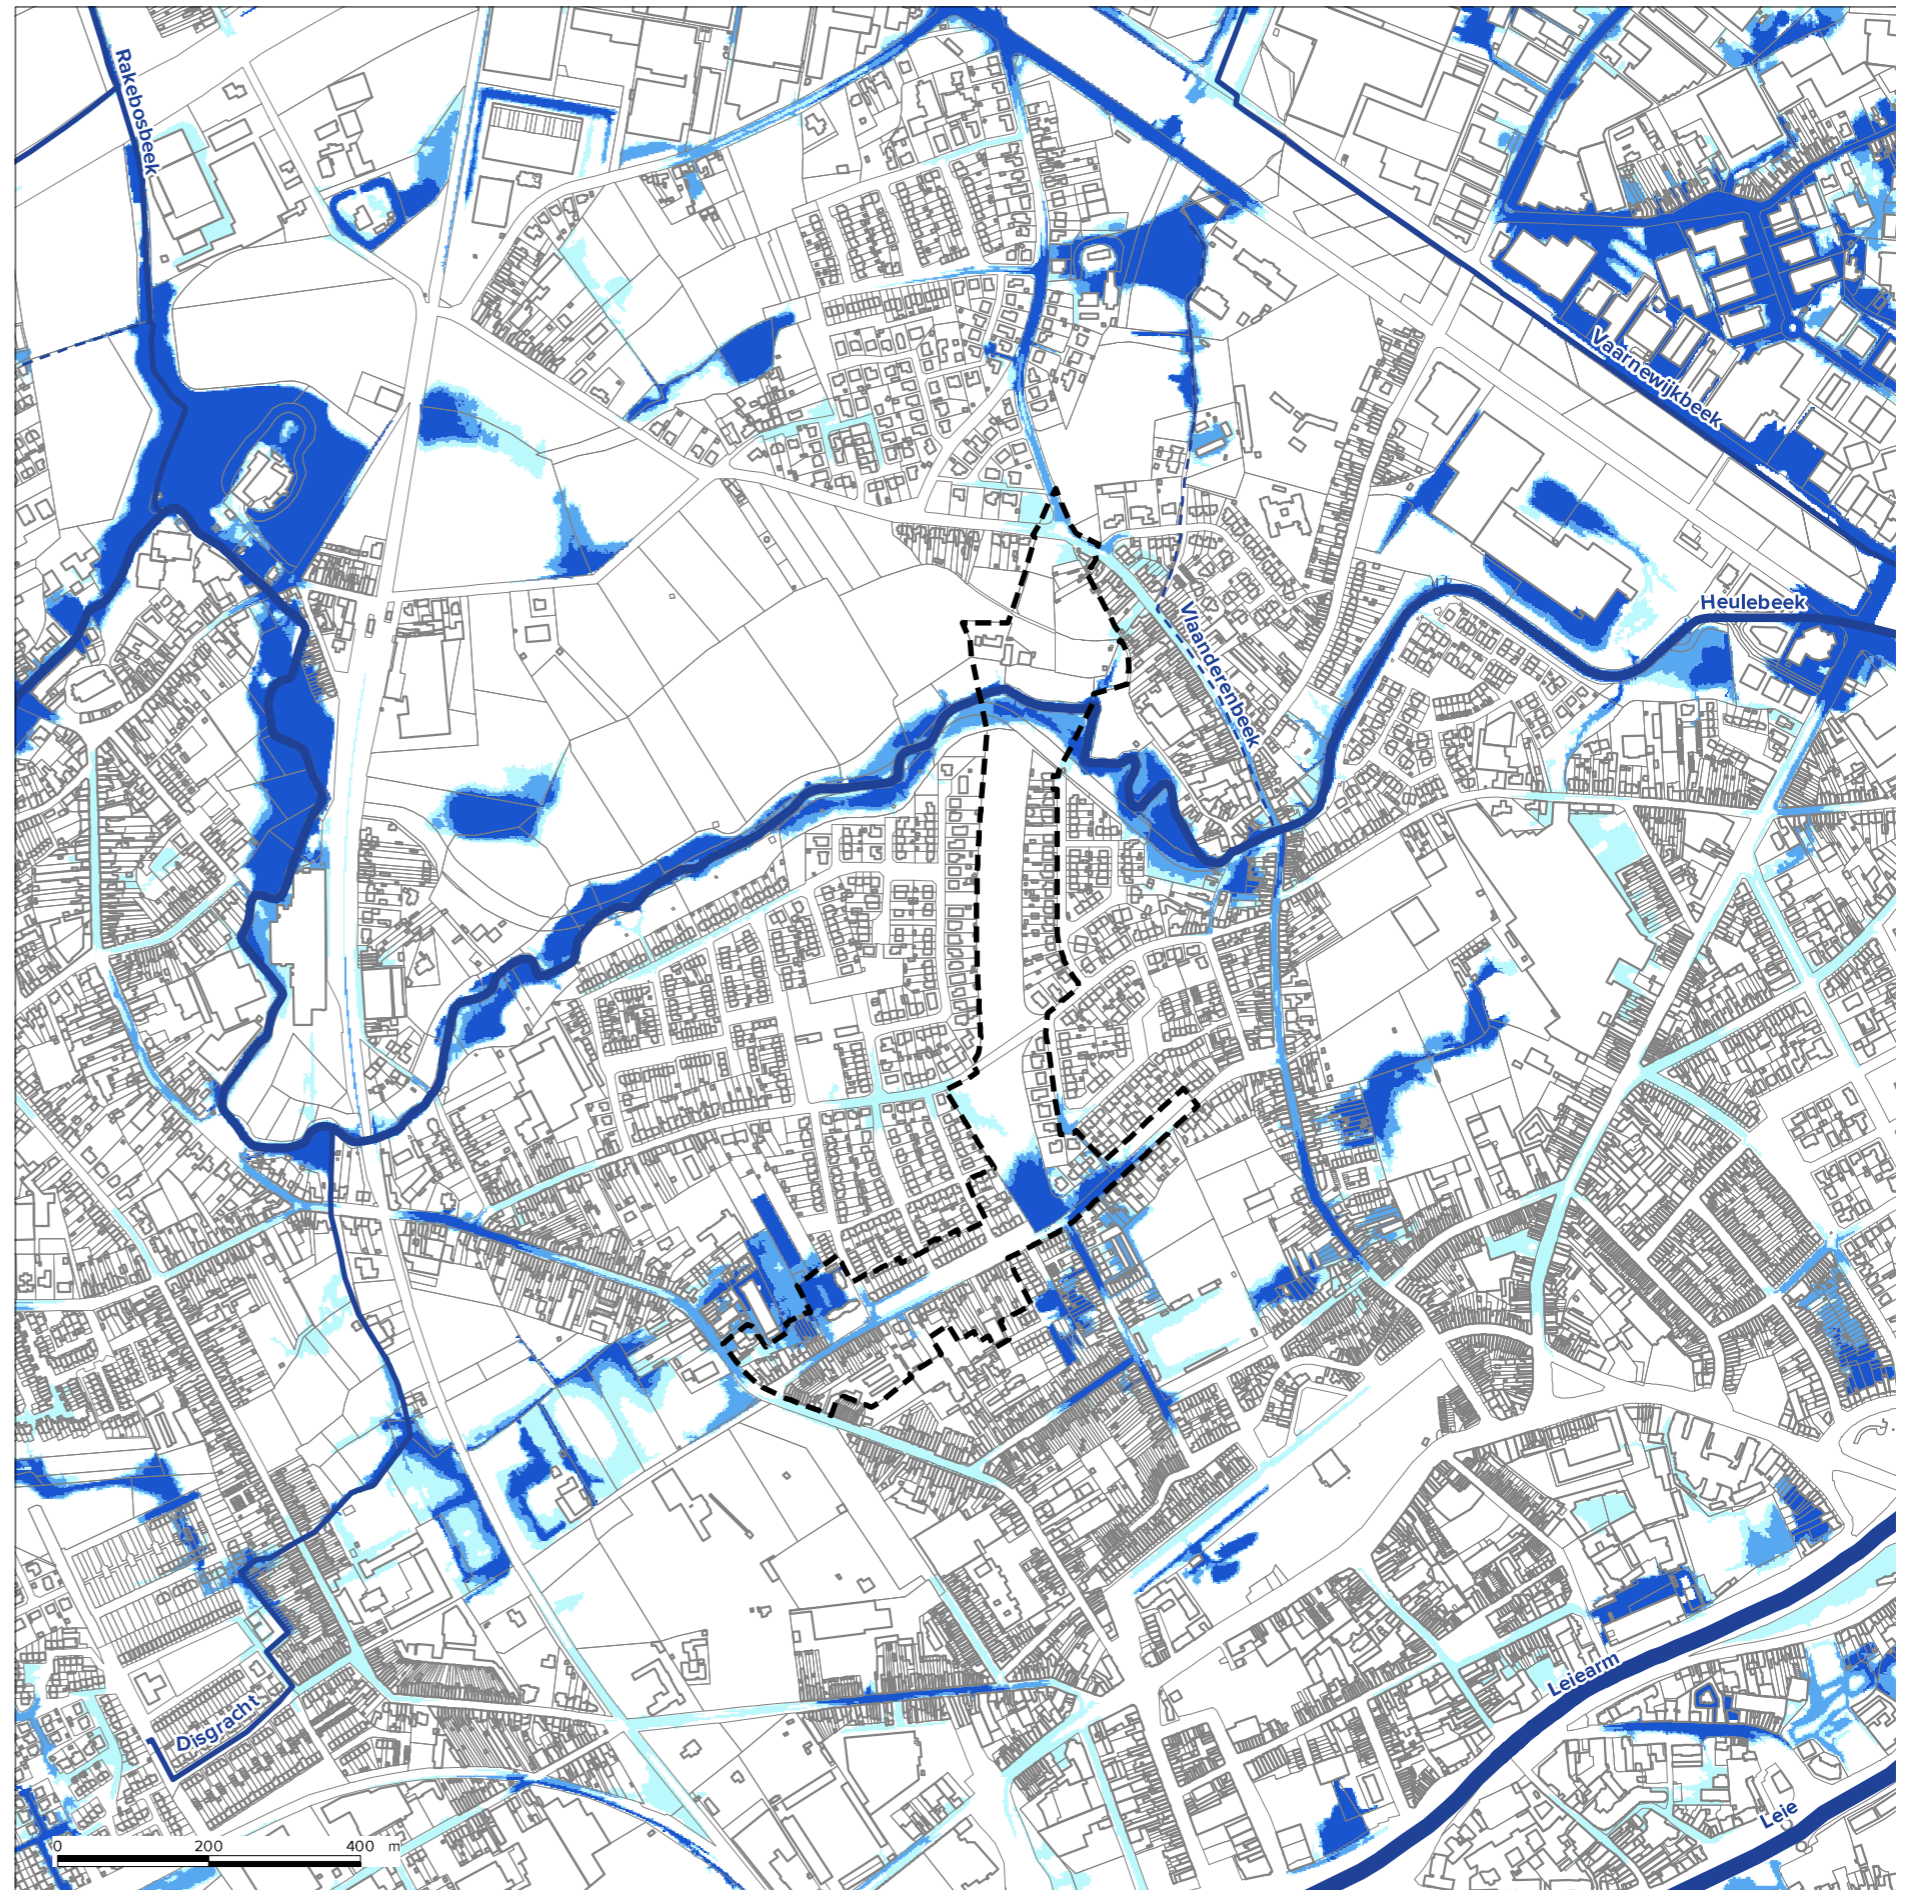 Rakebosbeek
Vaarnewijkbeek
Heulebeek
Vlaanderenbeek
Leiearm
Disgracht
Leie
0 200 400 m